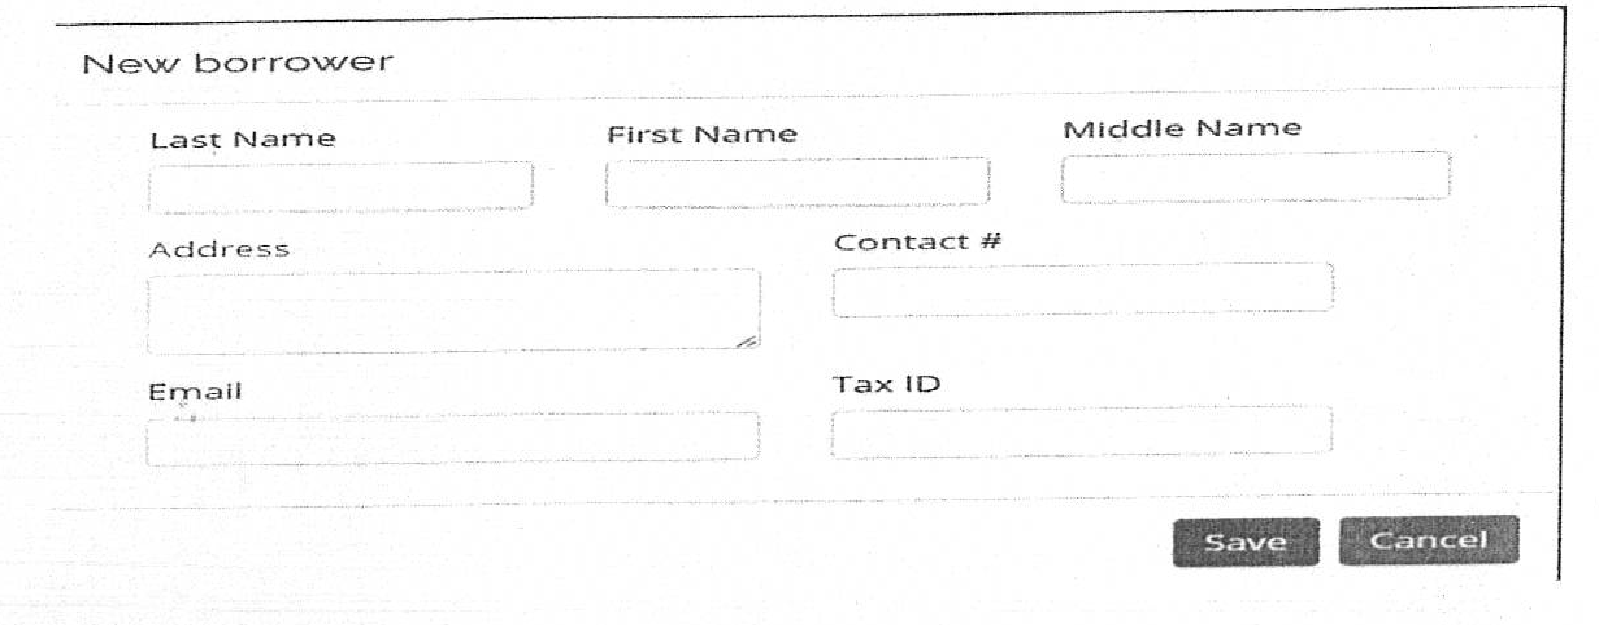 New borrower
Last Name First Name Middle Name
Address Contact #
Email Tax ID
Save Cancel